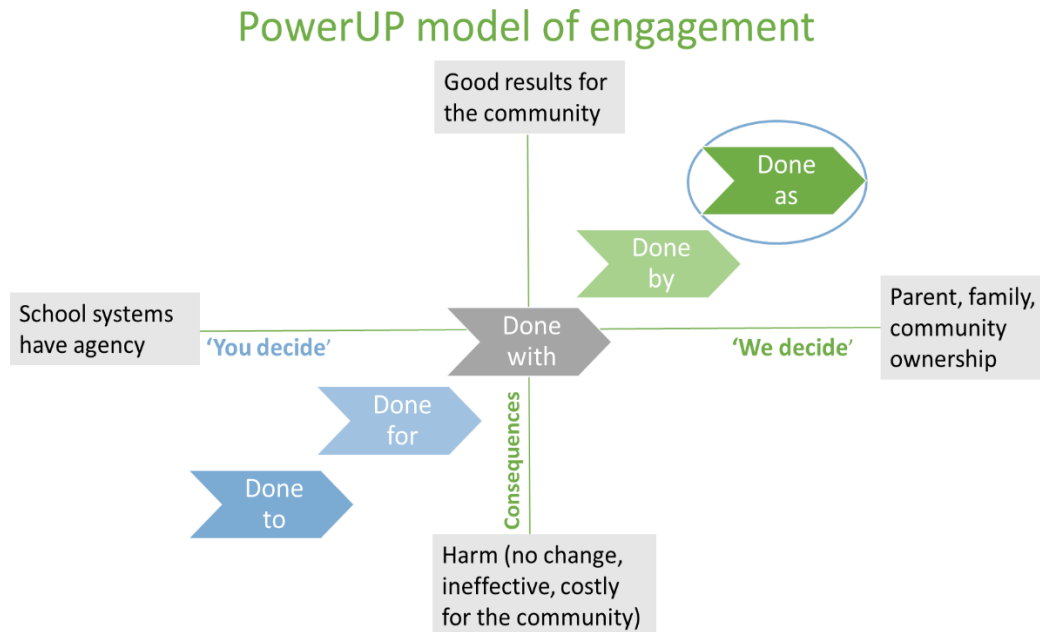 PowerUP model of engagement
Good results for
the community
Done
as
Done
by
School systems
have agency
‘You decide’
Done
with
‘We decide’
Parent, family,
community
ownership
Done
for
Consequences
Done
to
Harm (no change,
ineffective, costly
for the community)